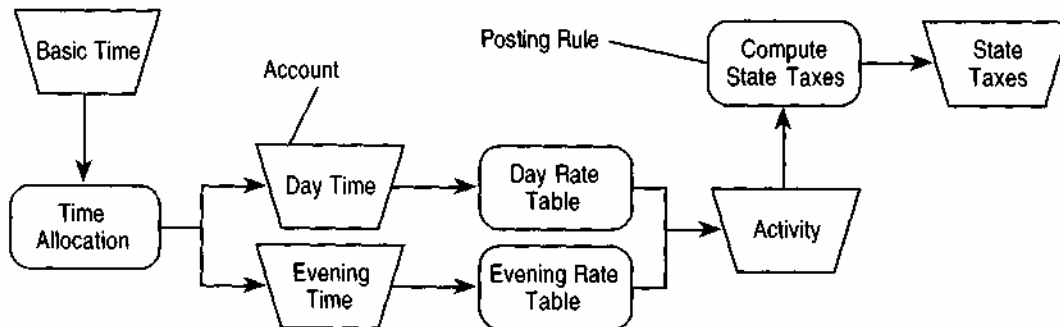 Basic Time
Account
Posting Rule
Compute
State Taxes
State
Taxes
Time
Allocation
Day Time
Day Rate
Table
Activity
Evening
Time
Evening Rate
Table